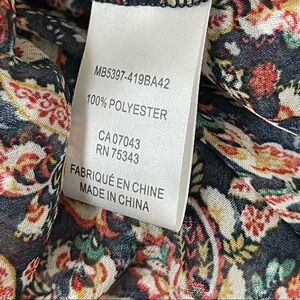 MB5397-419BA42
100% POLYESTER
CA 07043
RN 75343
FABRIQUÉ EN CHINE
MADE IN CHINA